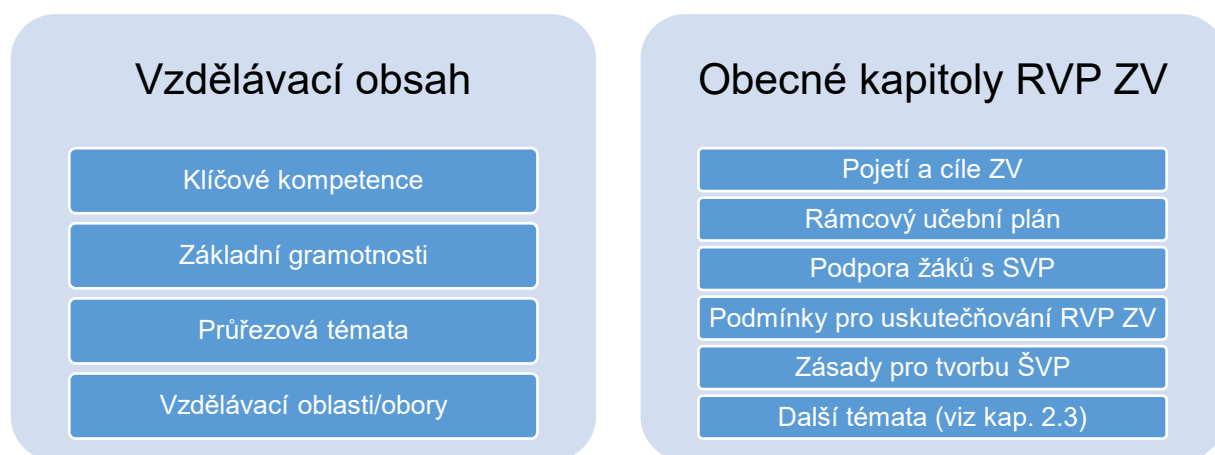 Vzdělávací obsah
Klíčové kompetence
Základní gramotnosti
Průřezová témata
Vzdělávací oblasti/obory
Obecné kapitoly RVP ZV
Pojetí a cíle ZV
Rámcový učební plán
Podpora žáků s SVP
Podmínky pro uskutečňování RVP ZV
Zásady pro tvorbu ŠVP
Další témata (viz kap. 2.3)